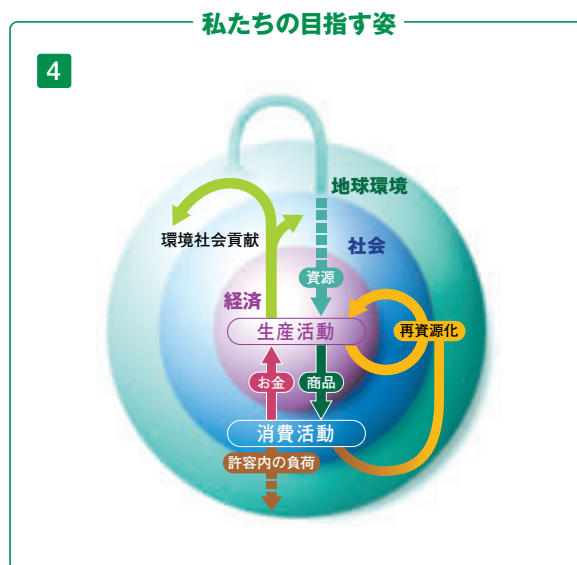 私たちの目指す姿
4
地球環境
環境社会貢献
社会
資源
経済
生産活動
再資源化
お金
商品
消費活動
許容内の負荷